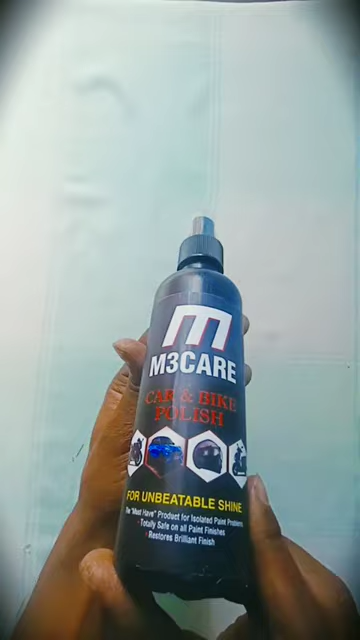 m
M3CARE
CAR & BIKE
POLISH
FOR UNBEATABLE SHINE
The "Must Have" Product for Isolated Paint Problems
Totally Safe on all Paint Finishes
Restores Brilliant Finish